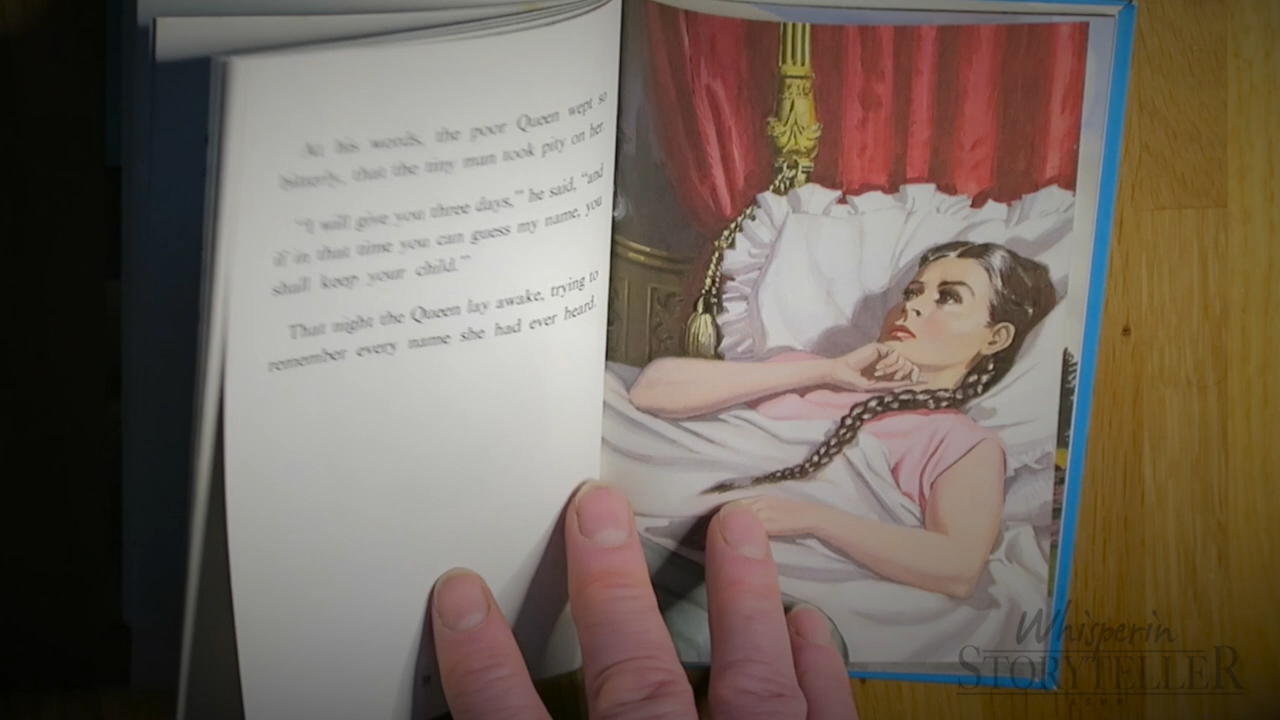 At his words, the poor Queen wept so
bitterly, that the tiny man took pity on her.
“I will give you three days,” he said, “and
if in that time you can guess my name, you
shall keep your child.”
That night the Queen lay awake, trying to
remember every name she had ever heard.
Whisperin
STORYTELLER
ASMR